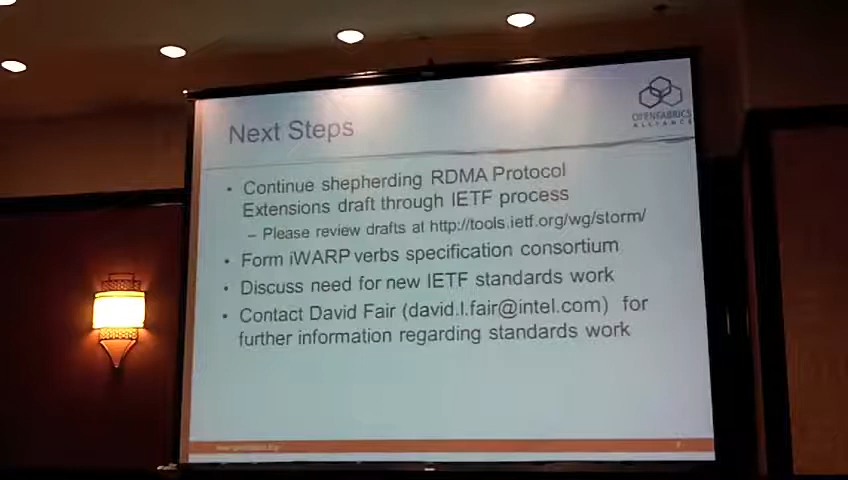 Next Steps
OPENFABRICS
ALLIANCE
• Continue shepherding RDMA Protocol
Extensions draft through IETF process
– Please review drafts at http://tools.ietf.org/wg/storm/
• Form iWARP verbs specification consortium
• Discuss need for new IETF standards work
• Contact David Fair (david.l.fair@intel.com) for
further information regarding standards work